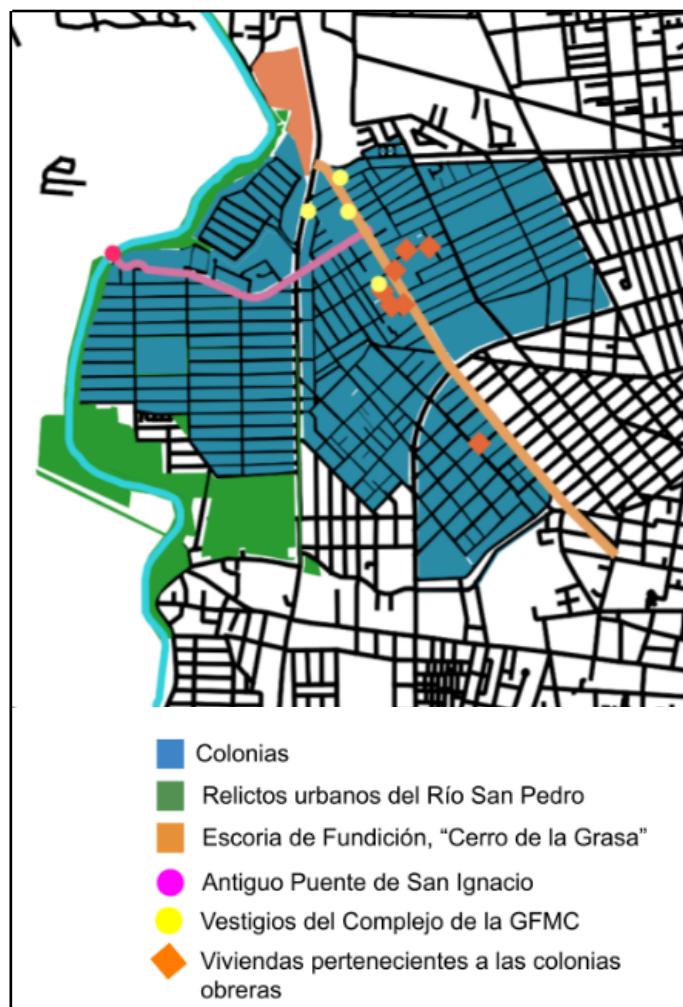 Colonias
Relictos urbanos del Río San Pedro
Escoria de Fundición, “Cerro de la Grasa”
Antiguo Puente de San Ignacio
Vestigios del Complejo de la GFMC
Viviendas pertenecientes a las colonias
obreras